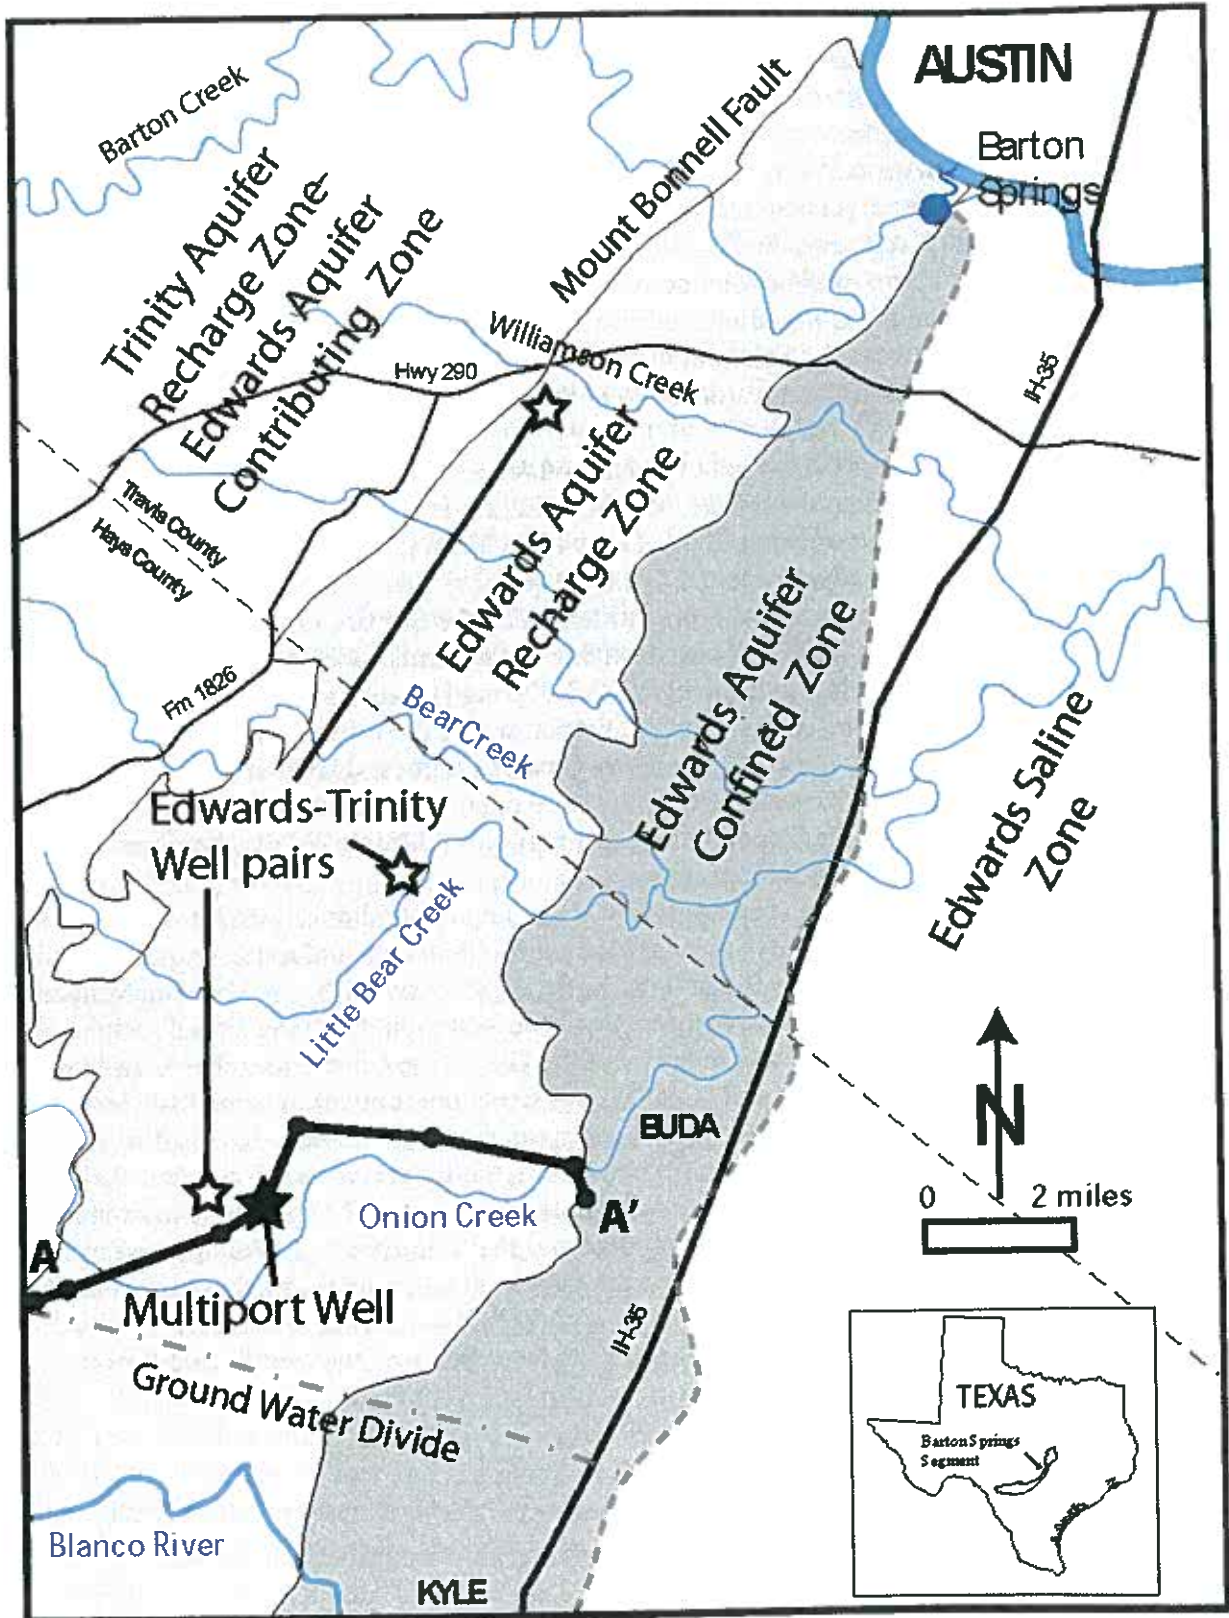 AUSTIN
Barton
Springs
Barton Creek
Mount Bonnell Fault
Trinity Aquifer
Recharge Zone-
Edwards Aquifer
Contributing Zone
Williamson Creek
Hwy 290
IH-35
Travis County
Hays County
Edwards Aquifer
Recharge Zone
Edwards Aquifer
Confined Zone
Fm 1826
Bear Creek
Edwards Saline
Zone
Edwards-Trinity
Well pairs
Little Bear Creek
BUDA
N
0 2 miles
A
A'
Onion Creek
Multiport Well
IH-35
Ground Water Divide
TEXAS
Barton Springs
Segment
Blanco River
KYLE